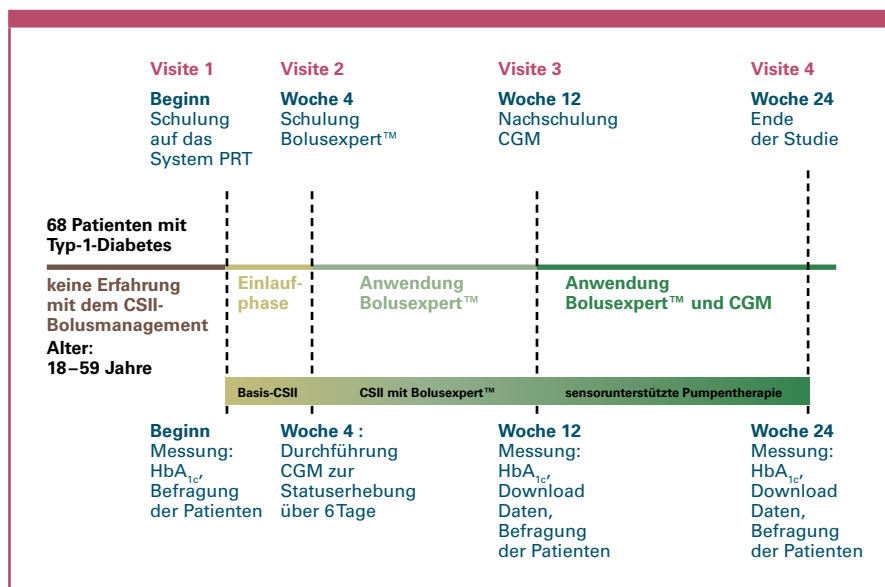 Visite 1
Beginn
Schulung
auf das
System PRT
Visite 2
Woche 4
Schulung
Bolusexpert™
Visite 3
Woche 12
Nachschulung
CGM
Visite 4
Woche 24
Ende
der Studie
68 Patienten mit
Typ-1-Diabetes
keine Erfahrung
mit dem CSII-
Bolusmanagement
Alter:
18–59 Jahre
Einlauf-
phase
Anwendung
Bolusexpert™
Anwendung
Bolusexpert™ und CGM
Basis-CSII
CSII mit Bolusexpert™
sensorunterstützte Pumpentherapie
Beginn
Messung:
HbA1c,
Befragung
der Patienten
Woche 4 :
Durchführung
CGM zur
Statuserhebung
über 6 Tage
Woche 12
Messung:
HbA1c,
Download
Daten,
Befragung
der Patienten
Woche 24
Messung:
HbA1c,
Download
Daten,
Befragung
der Patienten